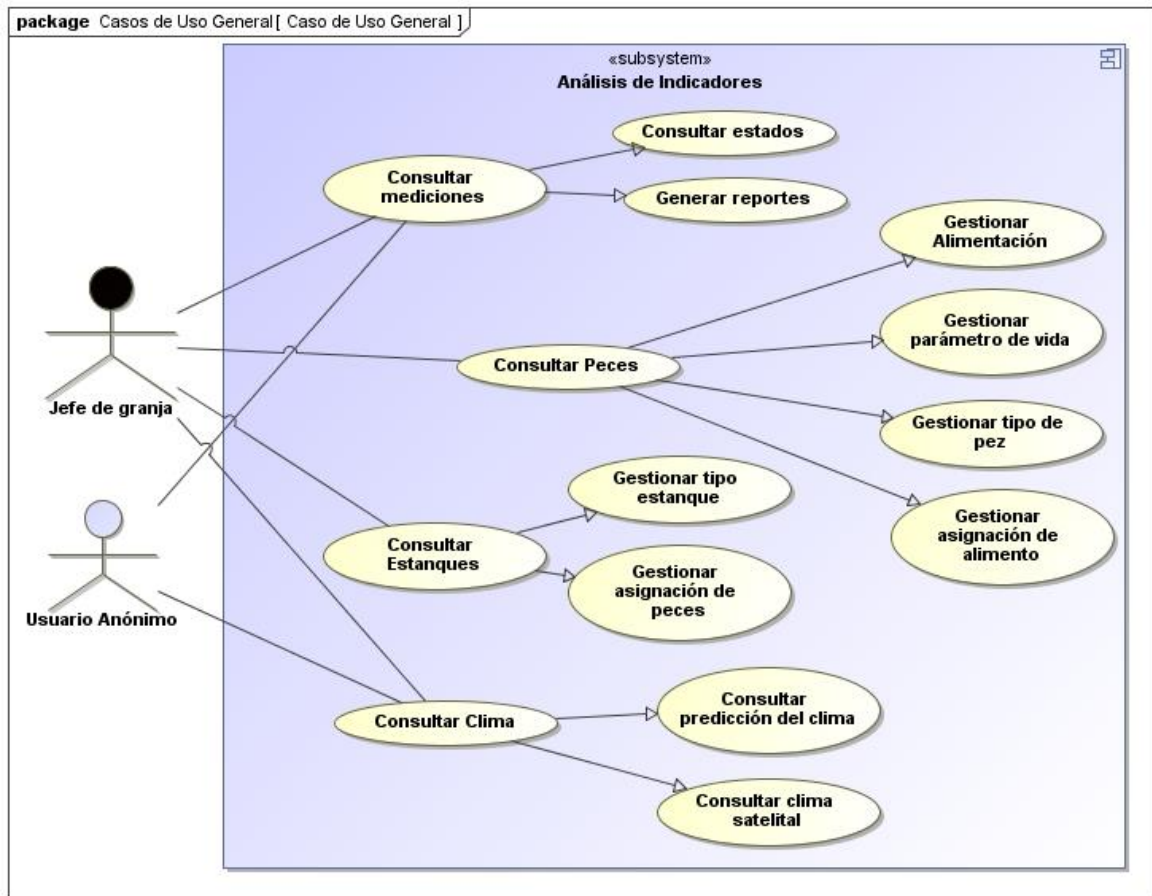 package Casos de Uso General[ Caso de Uso General ]
«subsystem»
Análisis de Indicadores
Consultar estados
Consultar
mediciones
Generar reportes
Gestionar
Alimentación
Gestionar
parámetro de vida
Consultar Peces
Jefe de granja
Gestionar tipo de
pez
Gestionar tipo
estanque
Gestionar
asignación de
alimento
Consultar
Estanques
Gestionar
asignación de
peces
Usuario Anónimo
Consultar
predicción del clima
Consultar Clima
Consultar clima
satelital